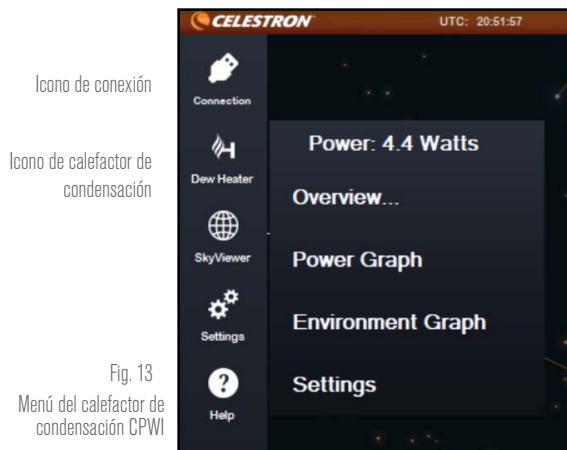 CELESTRON
UTC: 20:51:57
Icono de conexión
Connection
Icono de calefactor de
condensación
Dew Heater
SkyViewer
Settings
Help
Power: 4.4 Watts
Overview...
Power Graph
Environment Graph
Settings
Fig. 13
Menú del calefactor de
condensación CPWI